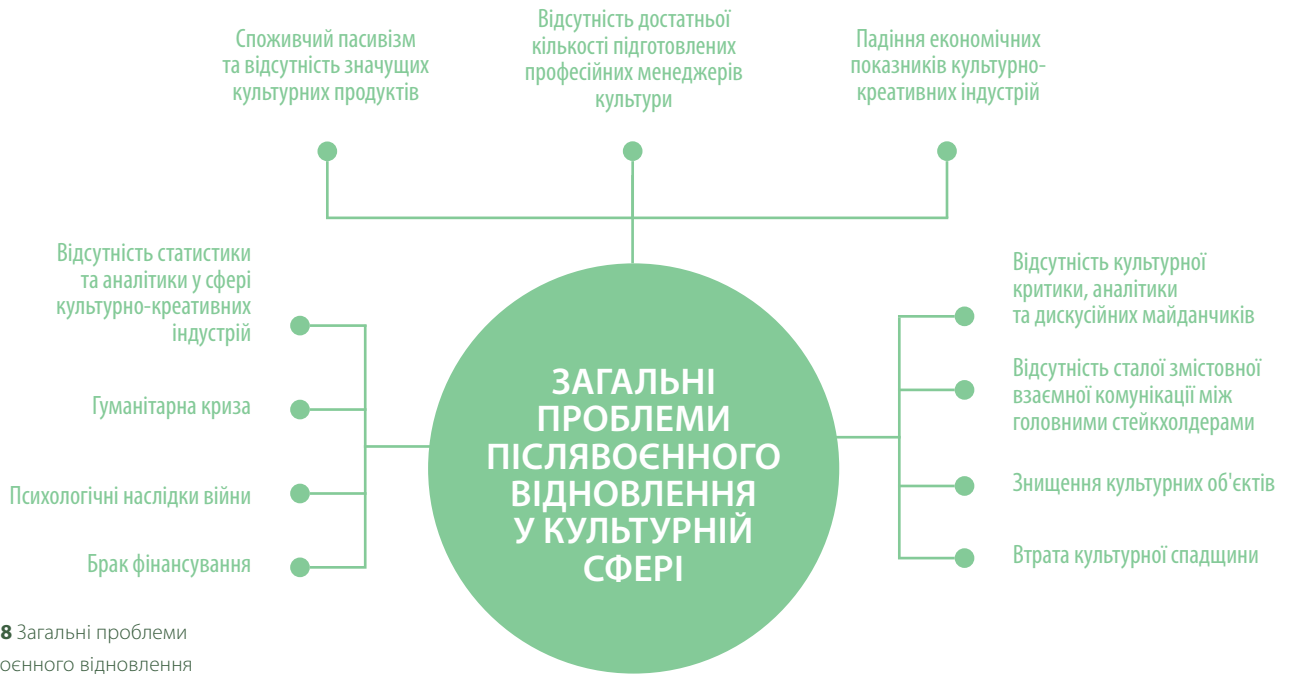 Споживчий пасивізм
та відсутність значущих
культурних продуктів
Відсутність достатньої
кількості підготовлених
професійних менеджерів
культури
Падіння економічних
показників культурно-
креативних індустрій
Відсутність статистики
та аналітики у сфері
культурно-креативних
індустрій
Гуманітарна криза
Психологічні наслідки війни
Брак фінансування
ЗАГАЛЬНІ
ПРОБЛЕМИ
ПІСЛЯВОЄННОГО
ВІДНОВЛЕННЯ
У КУЛЬТУРНІЙ
СФЕРІ
Відсутність культурної
критики, аналітики
та дискусійних майданчиків
Відсутність сталої змістовної
взаємної комунікації між
головними стейкхолдерами
Знищення культурних об'єктів
Втрата культурної спадщини
8 Загальні проблеми
оєнного відновлення